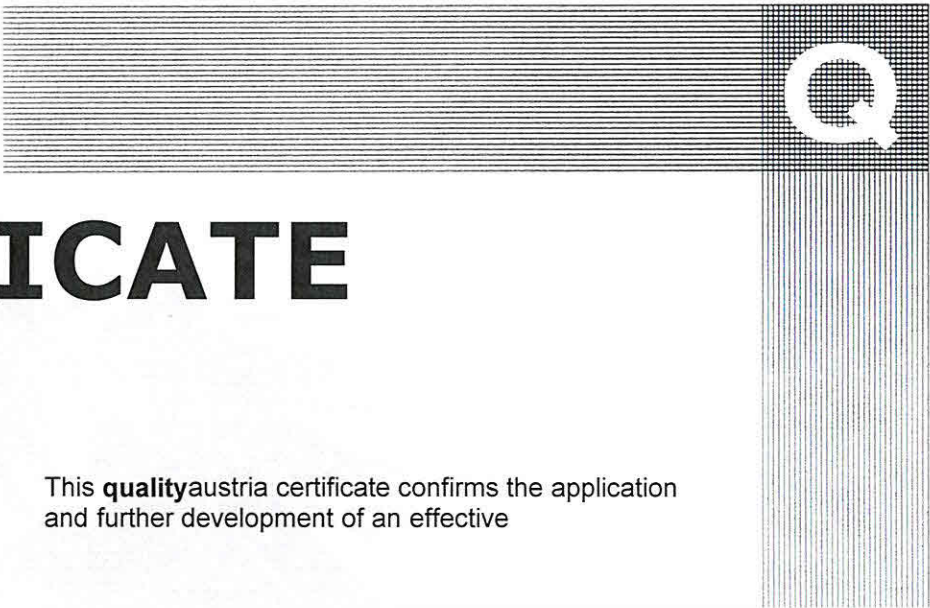 Q
ICATE
This qualityaustria certificate confirms the application
and further development of an effective